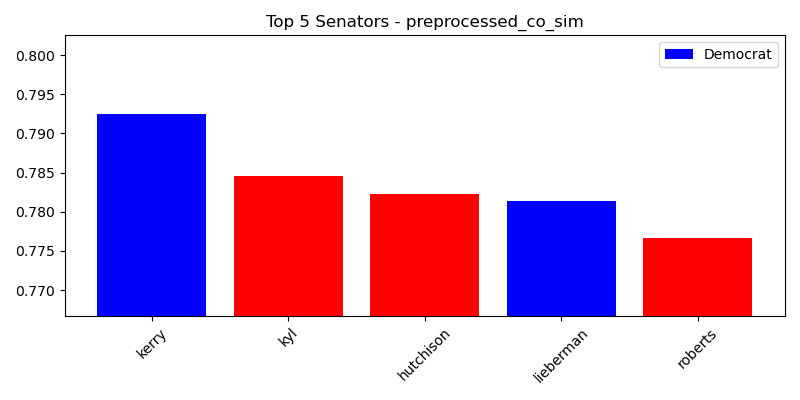 Top 5 Senators - preprocessed_co_sim
Democrat
0.800
0.795
0.790
0.785
0.780
0.775
0.770
kerry
kyl
hutchison
lieberman
roberts